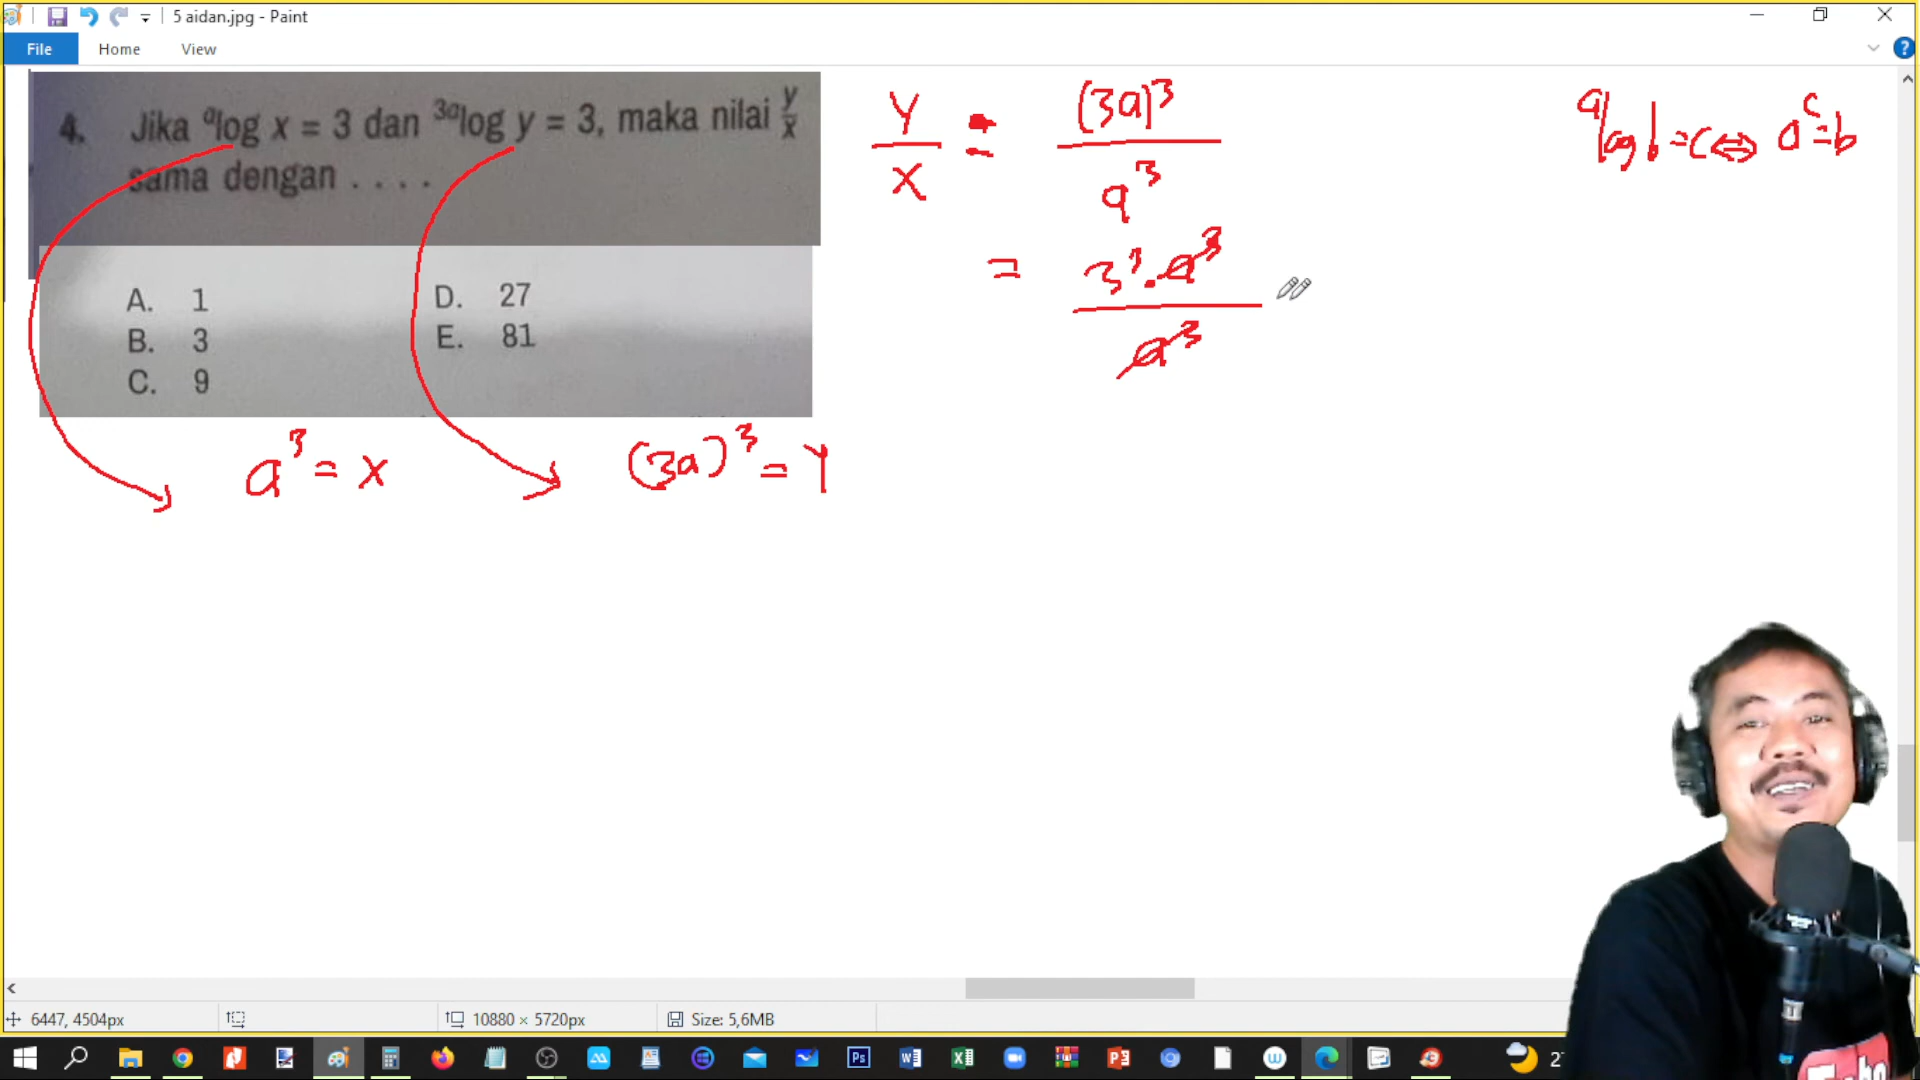 5 aidan.jpg - Paint
File Home View
4. Jika ᵃlog x = 3 dan ³ᵃlog y = 3, maka nilai y/x
sama dengan . . . .
A. 1
B. 3
C. 9
D. 27
E. 81
a³ = x
(3a)³ = y
y/x = (3a)³/a³
= 3³ · a³/a³
ᵃlog b = c ⇔ aᶜ = b
6447, 4504px
10880 × 5720px
Size: 5,6MB